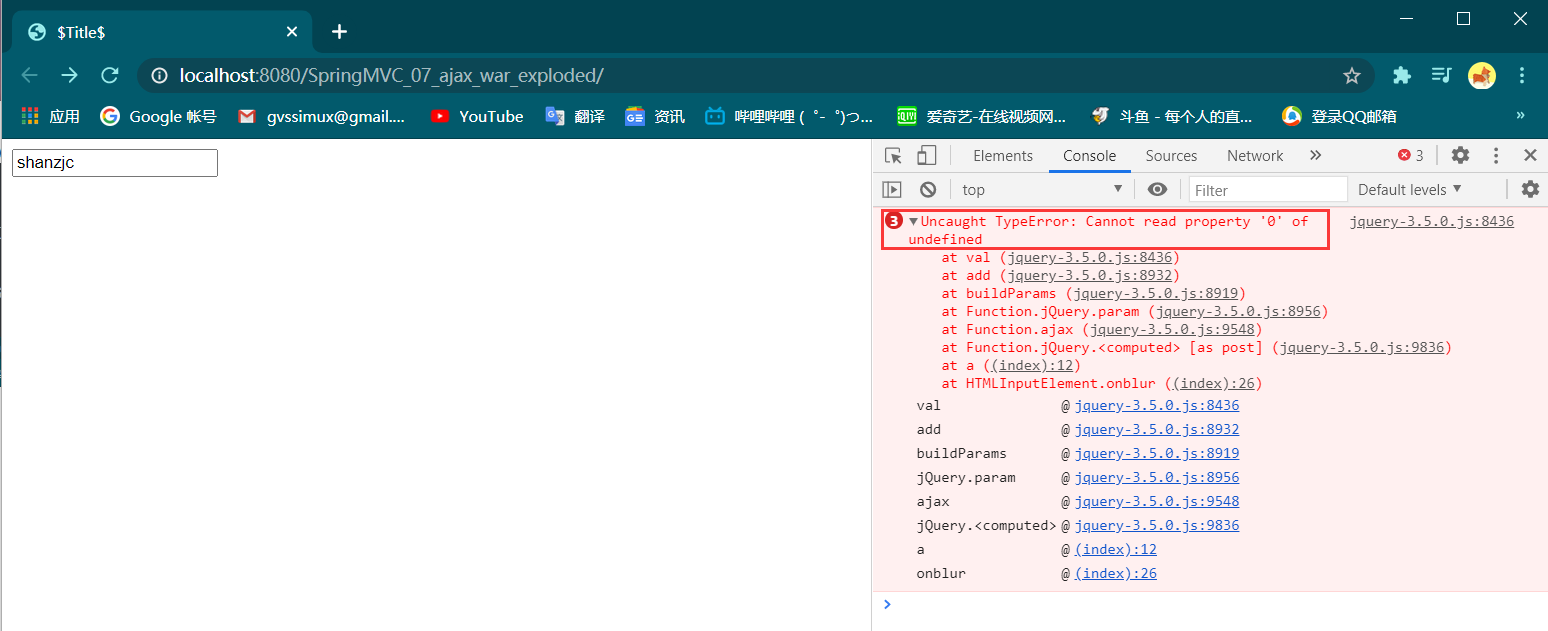 $Title$
localhost:8080/SpringMVC_07_ajax_war_exploded/
应用 Google 帐号 gvssimux@gmail.... YouTube 翻译 资讯 哔哩哔哩 ( ゜- ゜)つ... 爱奇艺-在线视频网... 斗鱼 - 每个人的直... 登录QQ邮箱 »
shanzjc
Elements Console Sources Network » 3
top Filter Default levels
3 Uncaught TypeError: Cannot read property '0' of jquery-3.5.0.js:8436
undefined
at val (jquery-3.5.0.js:8436)
at add (jquery-3.5.0.js:8932)
at buildParams (jquery-3.5.0.js:8919)
at Function.jQuery.param (jquery-3.5.0.js:8956)
at Function.ajax (jquery-3.5.0.js:9548)
at Function.jQuery.<computed> [as post] (jquery-3.5.0.js:9836)
at a ((index):12)
at HTMLInputElement.onblur ((index):26)
val @ jquery-3.5.0.js:8436
add @ jquery-3.5.0.js:8932
buildParams @ jquery-3.5.0.js:8919
jQuery.param @ jquery-3.5.0.js:8956
ajax @ jquery-3.5.0.js:9548
jQuery.<computed> @ jquery-3.5.0.js:9836
a @ (index):12
onblur @ (index):26